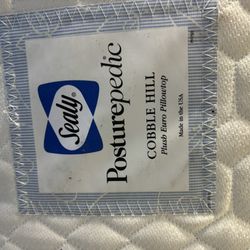 Sealy
Posturepedic
COBBLE HILL
Plush Euro Pillowtop
Made in the USA